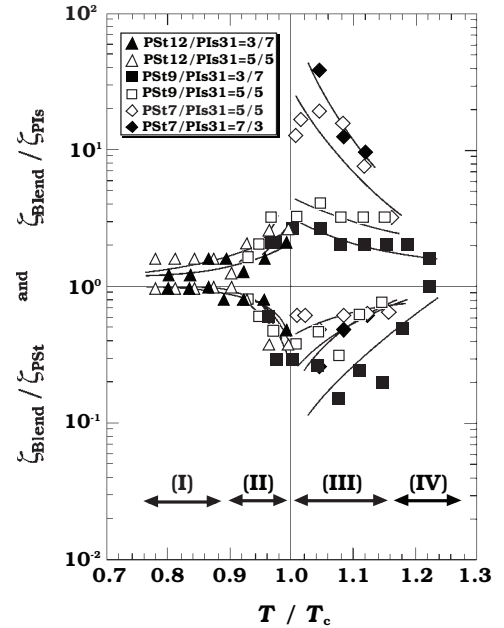 10²
PSt12/PIs31=3/7
PSt12/PIs31=5/5
PSt9/PIs31=3/7
PSt9/PIs31=5/5
PSt7/PIs31=5/5
PSt7/PIs31=7/3
10¹
10⁰
10⁻¹
10⁻²
ζBlend / ζPSt and ζBlend / ζPIs
(I) (II) (III) (IV)
0.7 0.8 0.9 1.0 1.1 1.2 1.3
T / Tc